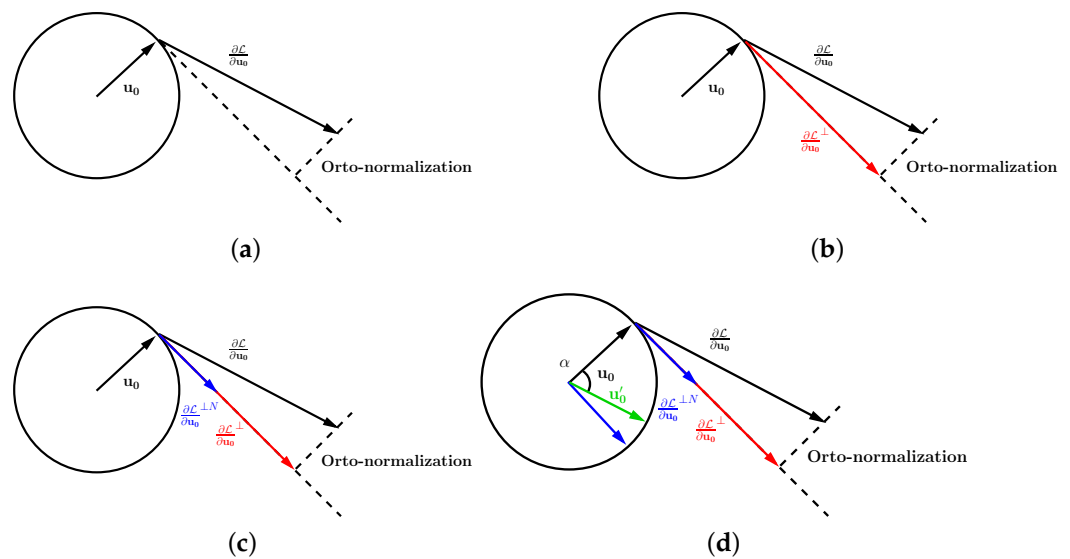 ∂ℒ/∂u₀
u₀
Orto-normalization
(a)
∂ℒ/∂u₀
u₀
∂ℒ/∂u₀ ⊥
Orto-normalization
(b)
∂ℒ/∂u₀
u₀
∂ℒ/∂u₀ ⊥N
∂ℒ/∂u₀ ⊥
Orto-normalization
(c)
∂ℒ/∂u₀
α
u₀
u₀′
∂ℒ/∂u₀ ⊥N
∂ℒ/∂u₀ ⊥
Orto-normalization
(d)